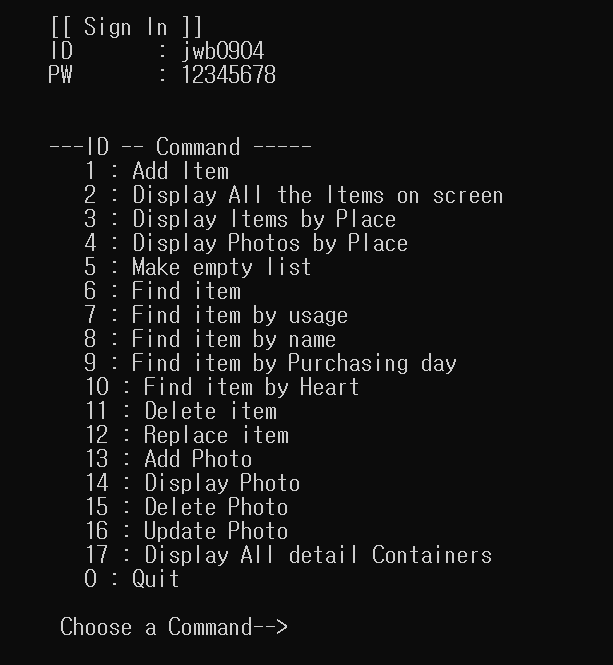 [[ Sign In ]]
ID : jwb0904
PW : 12345678
---ID -- Command -----
1 : Add Item
2 : Display All the Items on screen
3 : Display Items by Place
4 : Display Photos by Place
5 : Make empty list
6 : Find item
7 : Find item by usage
8 : Find item by name
9 : Find item by Purchasing day
10 : Find item by Heart
11 : Delete item
12 : Replace item
13 : Add Photo
14 : Display Photo
15 : Delete Photo
16 : Update Photo
17 : Display All detail Containers
0 : Quit
Choose a Command-->